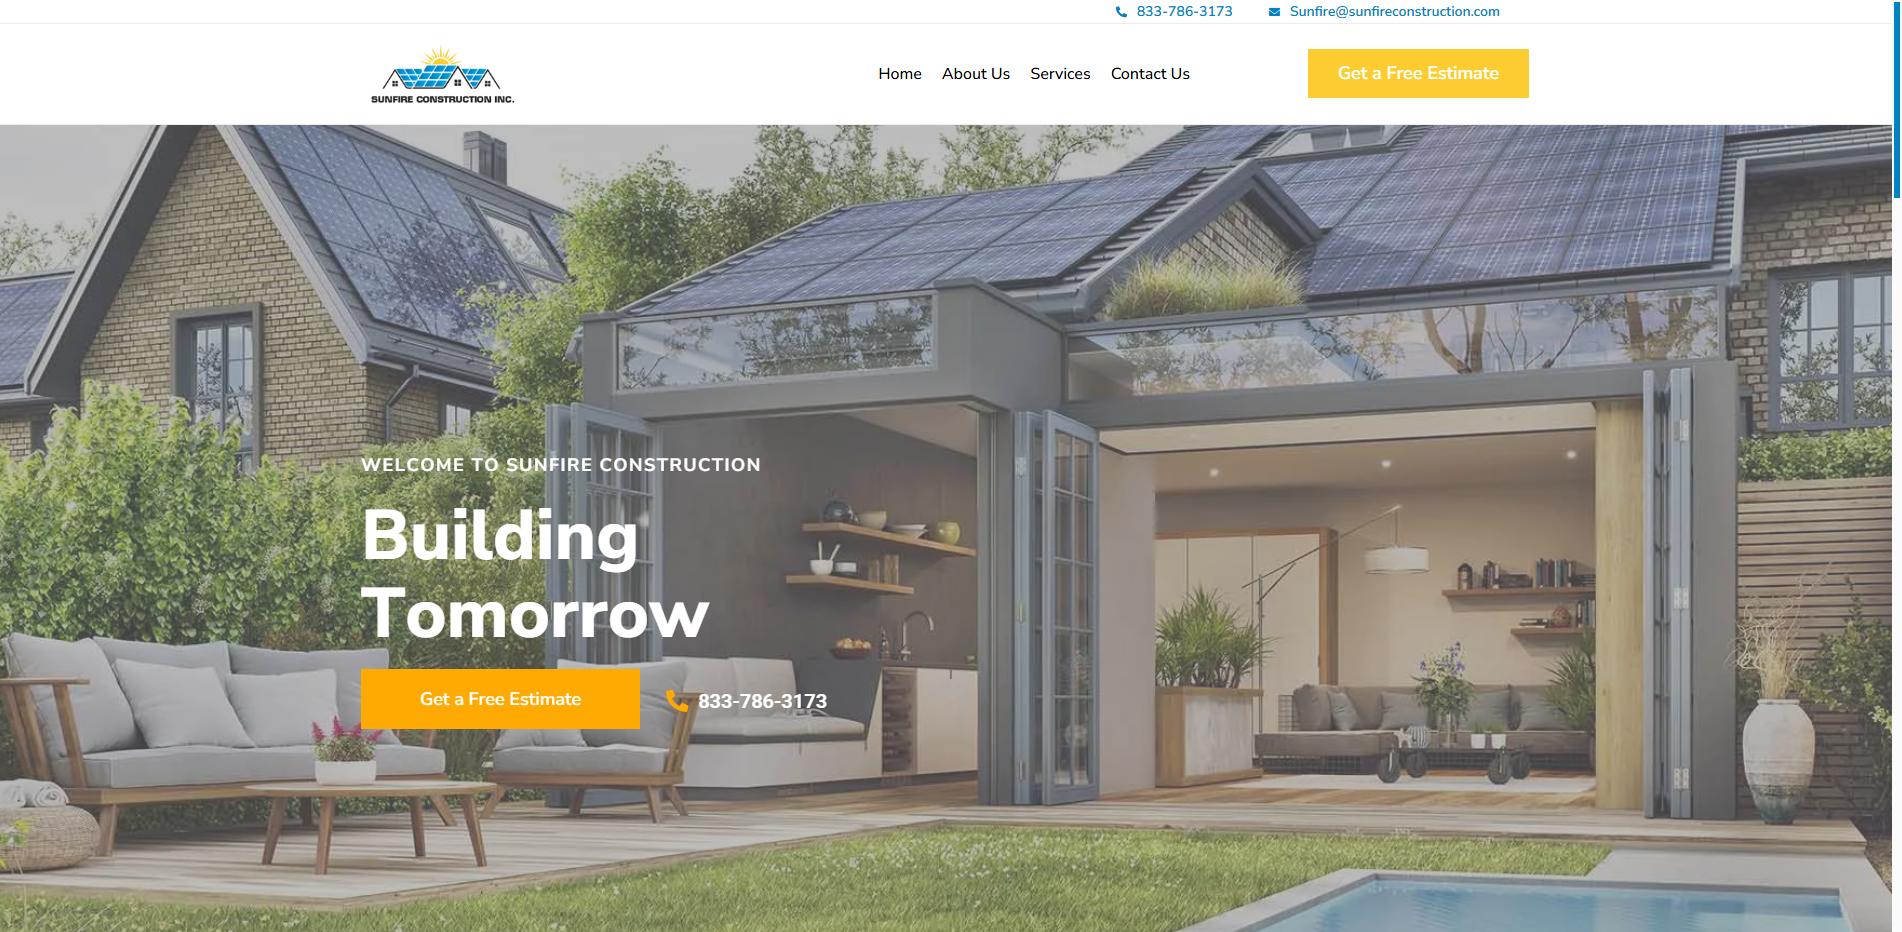 833-786-3173
Sunfire@sunfireconstruction.com
SUNFIRE CONSTRUCTION INC.
Home
About Us
Services
Contact Us
Get a Free Estimate
WELCOME TO SUNFIRE CONSTRUCTION
Building
Tomorrow
Get a Free Estimate
833-786-3173